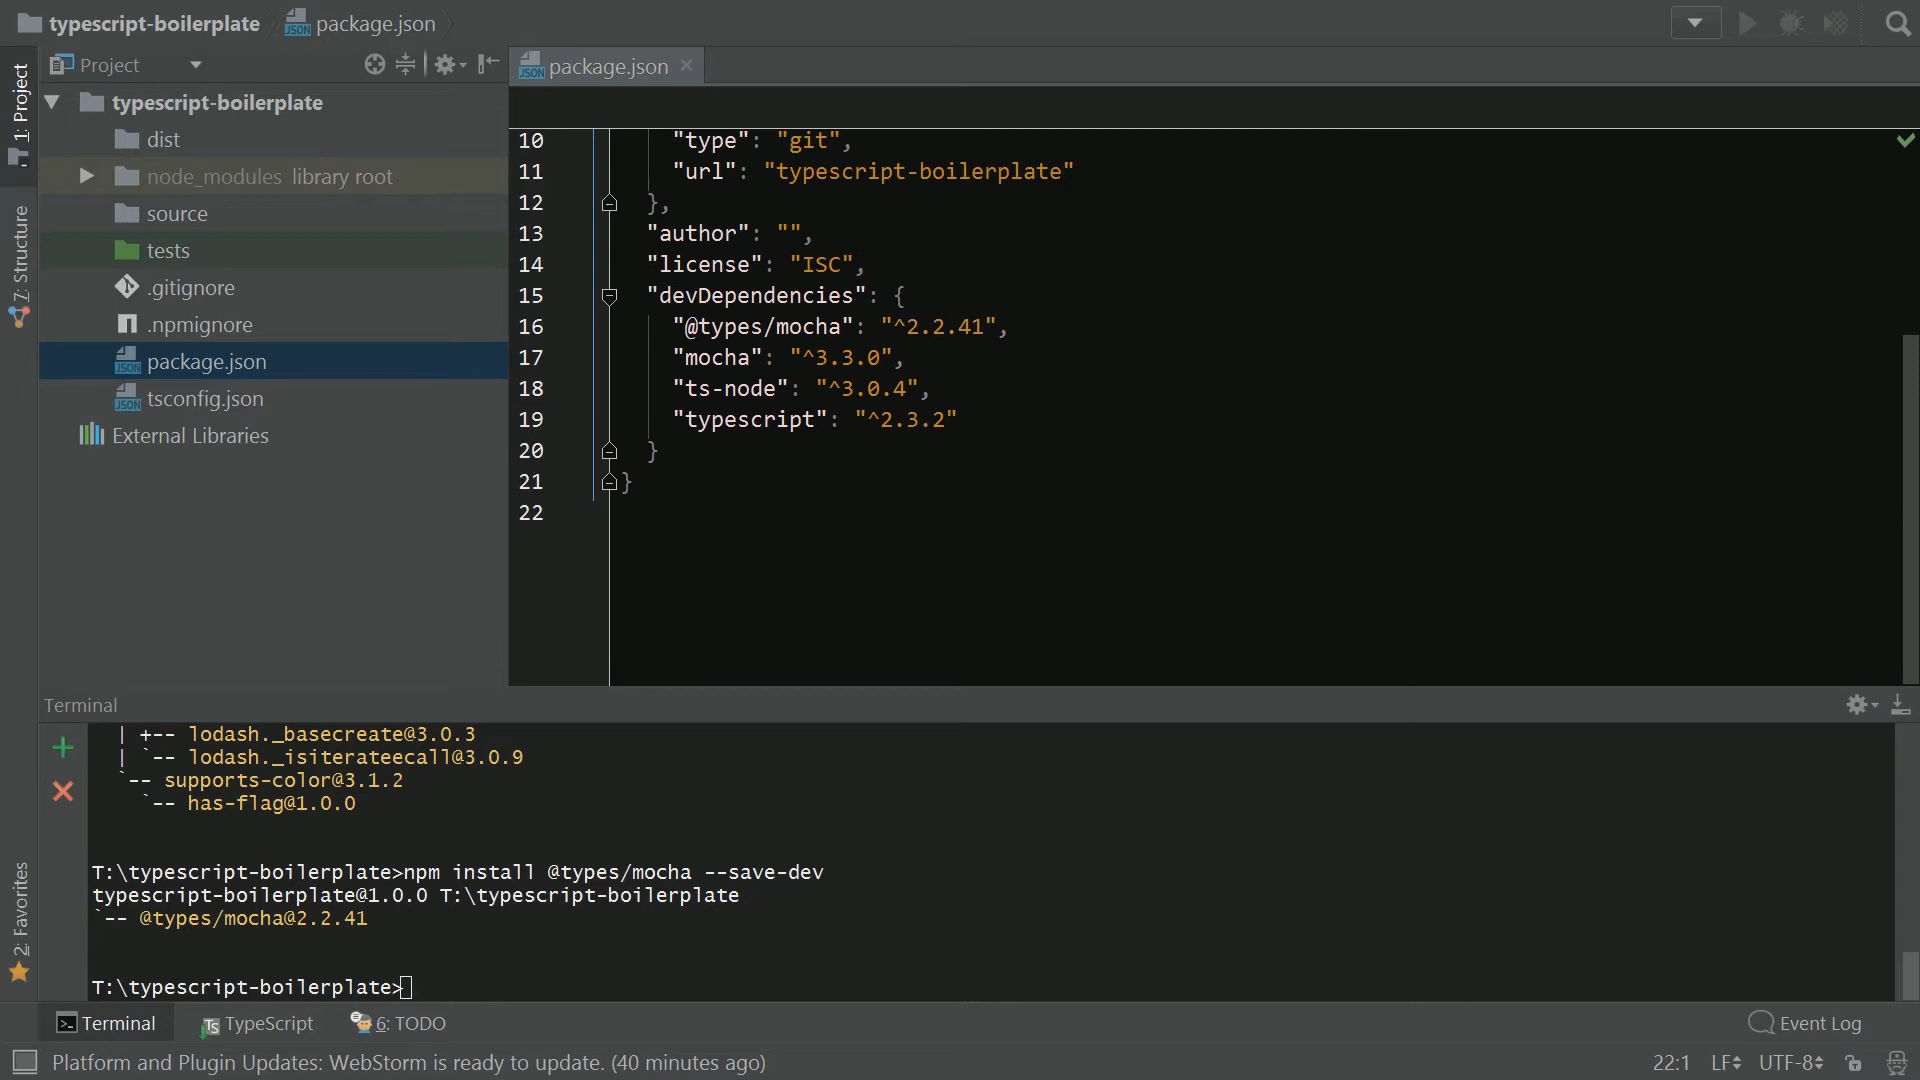 typescript-boilerplate
package.json
1: Project
7: Structure
2: Favorites
Project
typescript-boilerplate
dist
node_modules library root
source
tests
.gitignore
.npmignore
package.json
tsconfig.json
External Libraries
package.json
10 "type": "git",
11 "url": "typescript-boilerplate"
12 },
13 "author": "",
14 "license": "ISC",
15 "devDependencies": {
16 "@types/mocha": "^2.2.41",
17 "mocha": "^3.3.0",
18 "ts-node": "^3.0.4",
19 "typescript": "^2.3.2"
20 }
21 }
22
Terminal
| +-- lodash._basecreate@3.0.3
| `-- lodash._isiterateecall@3.0.9
`-- supports-color@3.1.2
`-- has-flag@1.0.0
T:\typescript-boilerplate>npm install @types/mocha --save-dev
typescript-boilerplate@1.0.0 T:\typescript-boilerplate
`-- @types/mocha@2.2.41
T:\typescript-boilerplate>
Terminal
TypeScript
6: TODO
Event Log
Platform and Plugin Updates: WebStorm is ready to update. (40 minutes ago)
22:1
LF
UTF-8